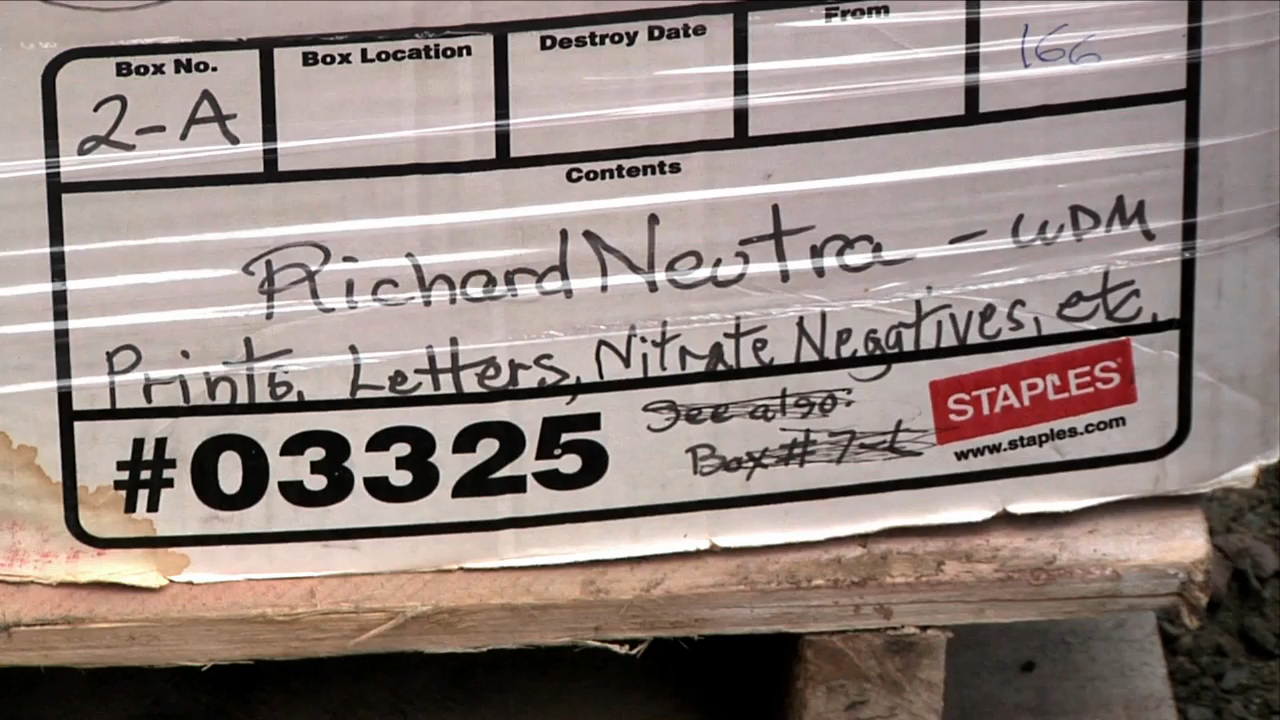 Box No. Box Location Destroy Date From
2-A 166
Contents
Richard Neutra - WDM
Prints, Letters, Nitrate Negatives, etc.
#03325
See also:
Box #
STAPLES
www.staples.com